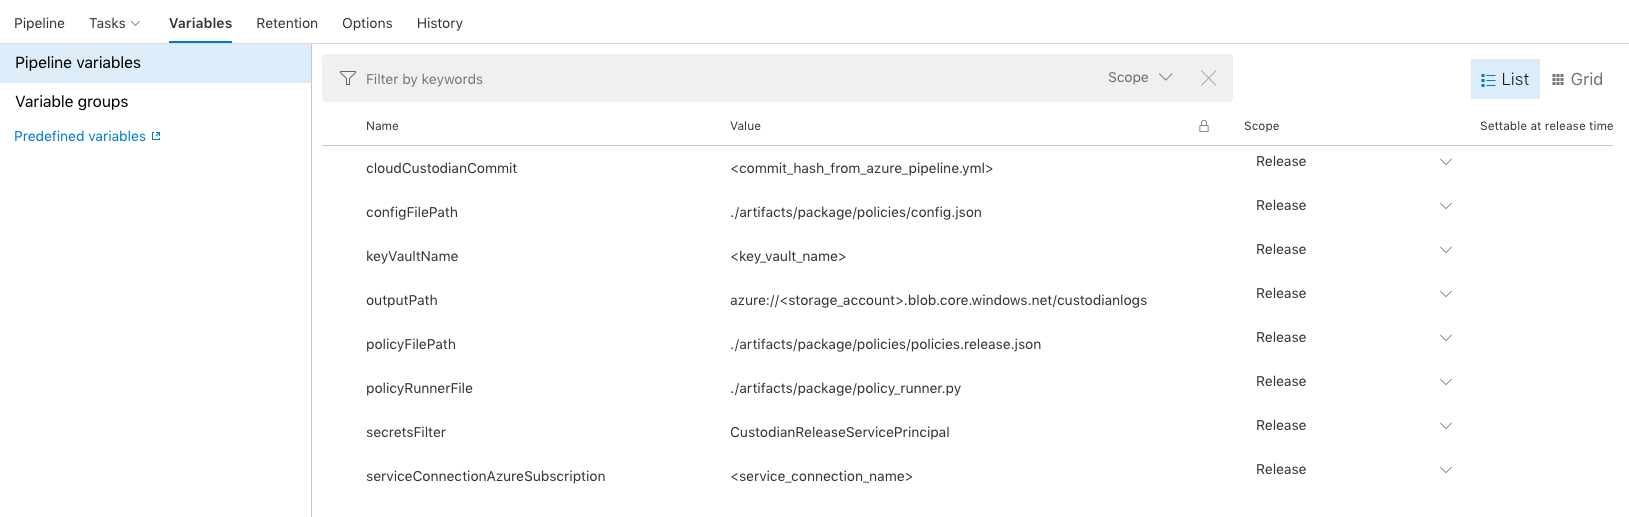 Pipeline Tasks Variables Retention Options History
Pipeline variables
Variable groups
Predefined variables
Filter by keywords Scope List Grid
Name Value Scope Settable at release time
cloudCustodianCommit <commit_hash_from_azure_pipeline.yml> Release
configFilePath ./artifacts/package/policies/config.json Release
keyVaultName <key_vault_name> Release
outputPath azure://<storage_account>.blob.core.windows.net/custodianlogs Release
policyFilePath ./artifacts/package/policies/policies.release.json Release
policyRunnerFile ./artifacts/package/policy_runner.py Release
secretsFilter CustodianReleaseServicePrincipal Release
serviceConnectionAzureSubscription <service_connection_name> Release